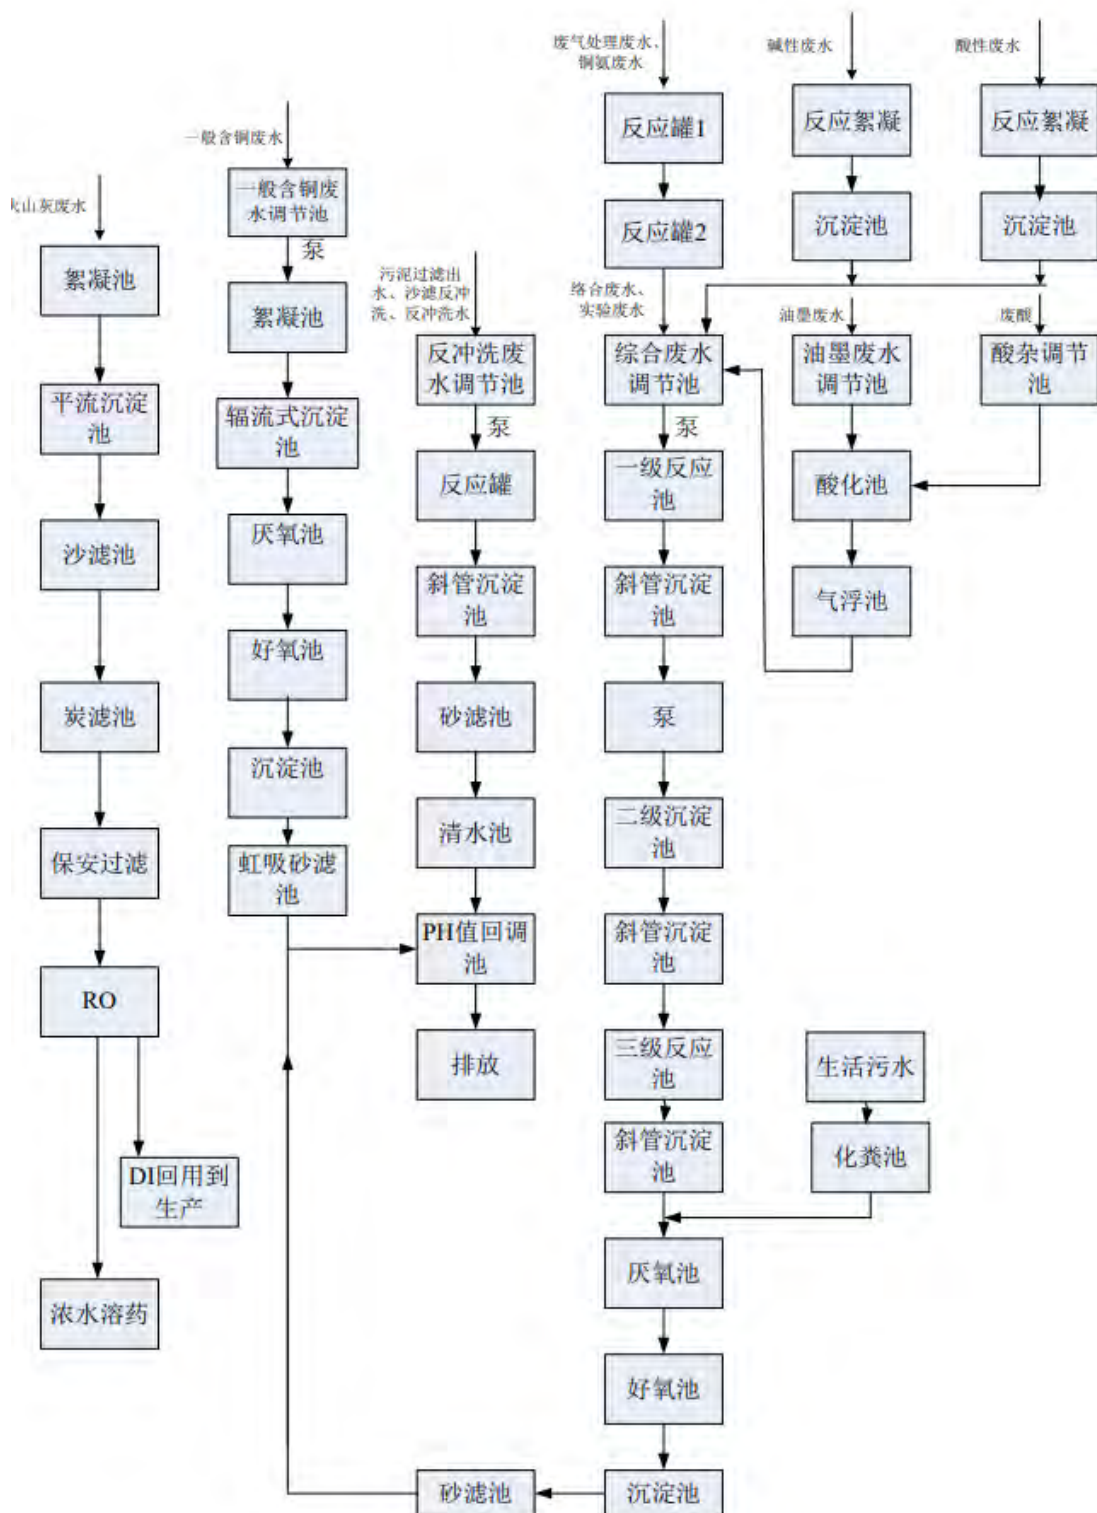 火山灰废水
絮凝池
平流沉淀
池
沙滤池
炭滤池
保安过滤
RO
DI回用到
生产
浓水溶药
一般含铜废水
一般含铜废
水调节池
泵
絮凝池
辐流式沉淀
池
厌氧池
好氧池
沉淀池
虹吸砂滤
池
污泥过滤出
水、沙滤反冲
洗、反冲洗水
反冲洗废
水调节池
泵
反应罐
斜管沉淀
池
砂滤池
清水池
PH值回调
池
排放
废气处理废水、
铜氨废水
反应罐1
反应罐2
络合废水、
实验废水
综合废水
调节池
泵
一级反应
池
斜管沉淀
池
泵
二级沉淀
池
斜管沉淀
池
三级反应
池
斜管沉淀
池
厌氧池
好氧池
沉淀池
砂滤池
碱性废水
反应絮凝
沉淀池
油墨废水
油墨废水
调节池
酸化池
气浮池
酸性废水
反应絮凝
沉淀池
废酸
酸杂调节
池
生活污水
化粪池